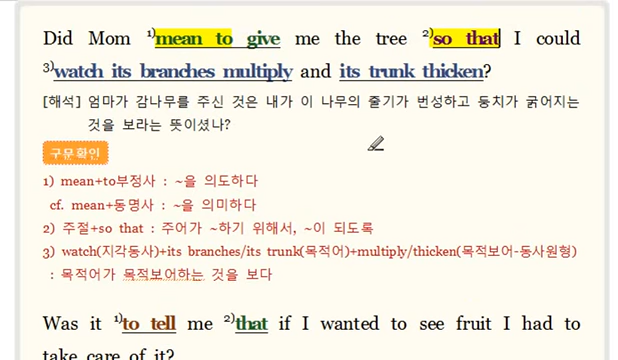 Did Mom 1)mean to give me the tree 2)so that I could
3)watch its branches multiply and its trunk thicken?
[해석] 엄마가 감나무를 주신 것은 내가 이 나무의 줄기가 번성하고 둥치가 굵어지는
것을 보라는 뜻이셨나?
구문확인
1) mean+to부정사 : ~을 의도하다
cf. mean+동명사 : ~을 의미하다
2) 주절+so that : 주어가 ~하기 위해서, ~이 되도록
3) watch(지각동사)+its branches/its trunk(목적어)+multiply/thicken(목적보어-동사원형)
: 목적어가 목적보어하는 것을 보다
Was it 1)to tell me 2)that if I wanted to see fruit I had to
take care of it?